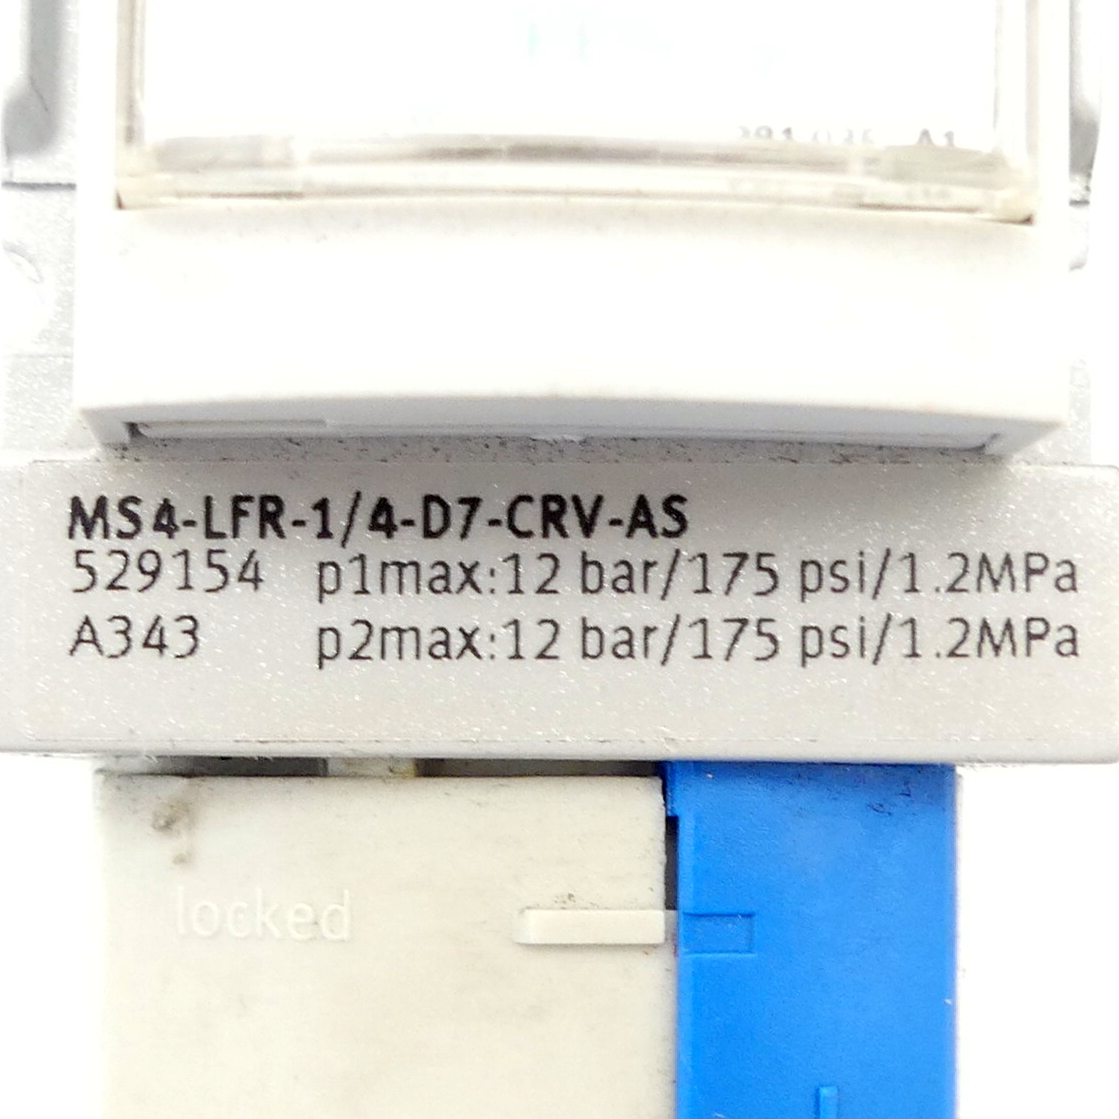 MS4-LFR-1/4-D7-CRV-AS
529154 p1max:12 bar/175 psi/1.2MPa
A343 p2max:12 bar/175 psi/1.2MPa
locked